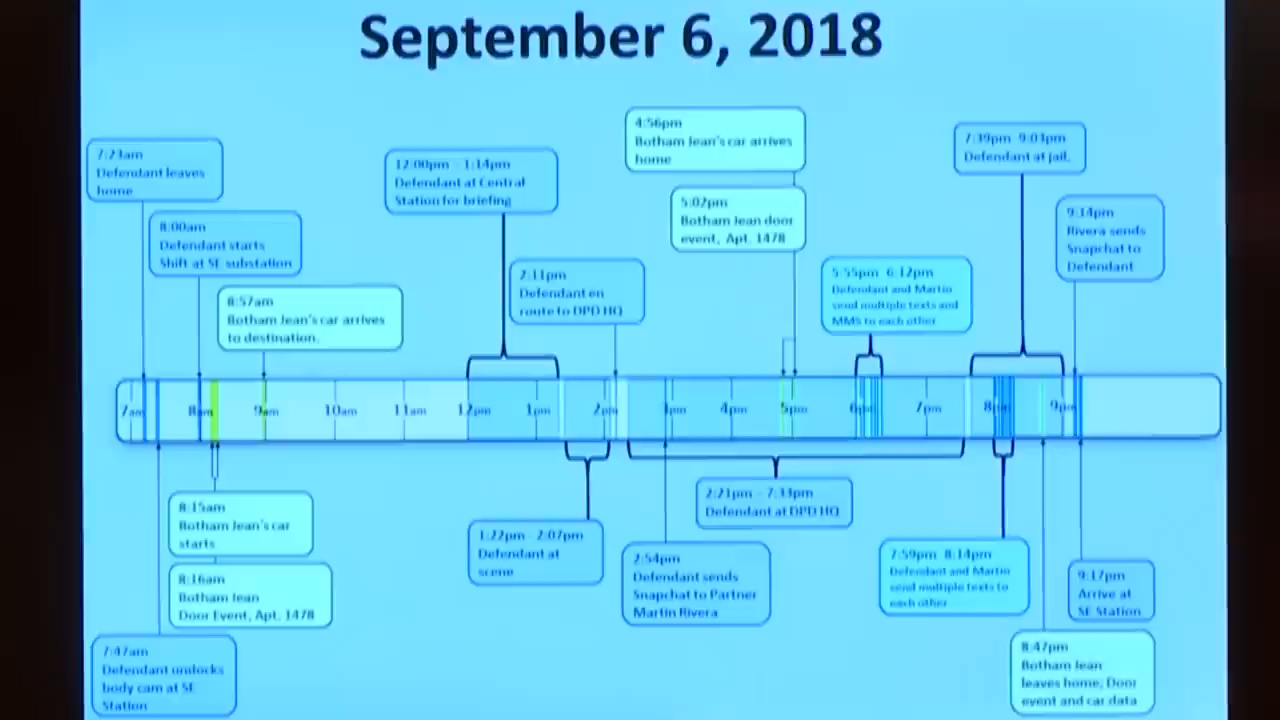 September 6, 2018
7:23am
Defendant leaves
home
8:00am
Defendant starts
Shift at SE substation
8:57am
Botham Jean's car arrives
to destination.
12:00pm - 1:14pm
Defendant at Central
Station for briefing
2:11pm
Defendant en
route to DPD HQ
4:56pm
Botham Jean's car arrives
home
5:02pm
Botham Jean door
event, Apt. 1478
5:55pm 6:12pm
Defendant and Martin
send multiple texts and
MMS to each other
7:39pm 9:03pm
Defendant at jail.
9:14pm
Rivera sends
Snapchat to
Defendant
7am 8am 9am 10am 11am 12pm 1pm 2pm 3pm 4pm 5pm 6pm 7pm 8pm 9pm
8:15am
Botham Jean's car
starts
8:16am
Botham Jean
Door Event, Apt. 1478
7:47am
Defendant undocks
body cam at SE
Station
1:22pm - 2:07pm
Defendant at
scene
2:54pm
Defendant sends
Snapchat to Partner
Martin Rivera
2:21pm - 7:33pm
Defendant at DPD HQ
7:59pm 8:14pm
Defendant and Martin
send multiple texts to
each other
9:17pm
Arrive at
SE Station
8:47pm
Botham Jean
leaves home; Door
event and car data